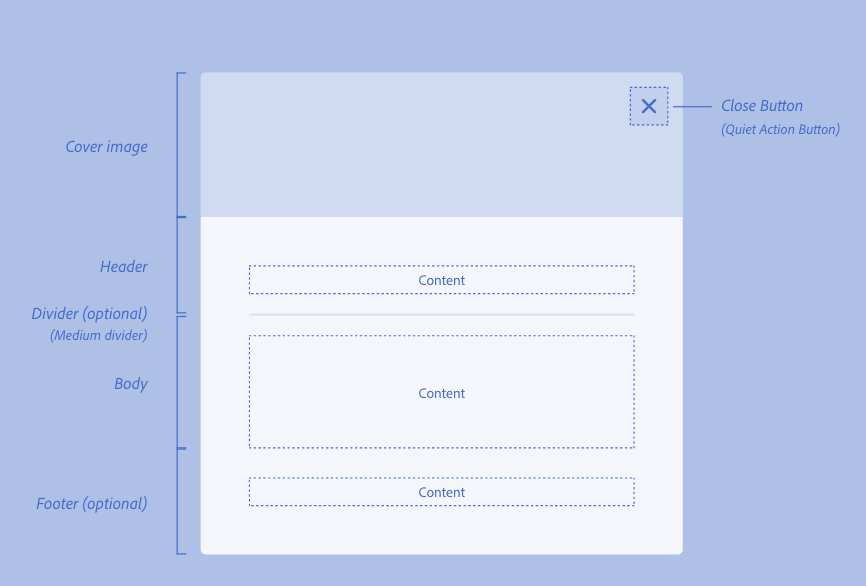 Close Button
(Quiet Action Button)
Cover image
Header
Content
Divider (optional)
(Medium divider)
Body
Content
Footer (optional)
Content